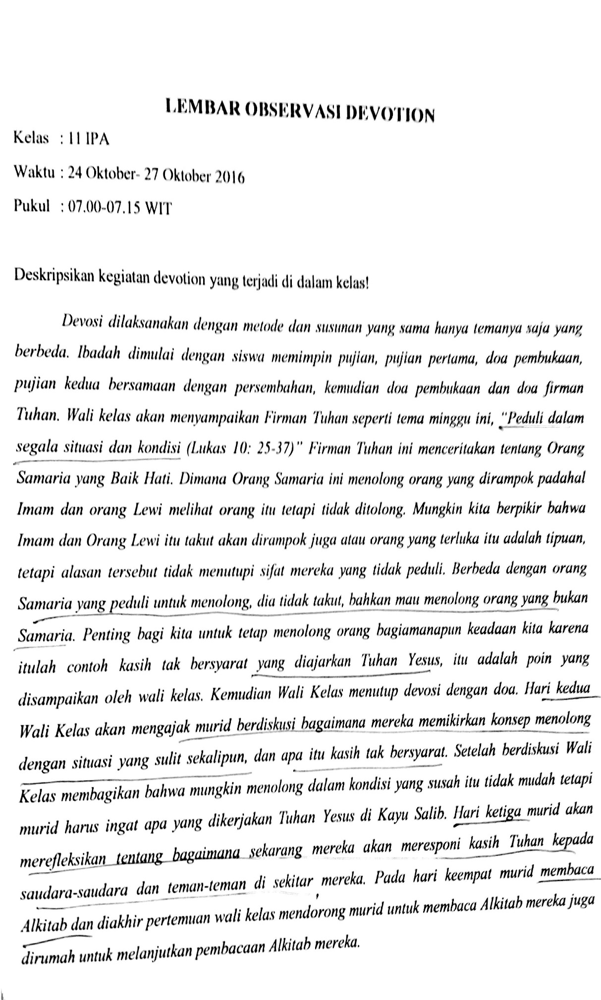 LEMBAR OBSERVASI DEVOTION
Kelas : 11 IPA
Waktu : 24 Oktober- 27 Oktober 2016
Pukul : 07.00-07.15 WIT
Deskripsikan kegiatan devotion yang terjadi di dalam kelas!
Devosi dilaksanakan dengan metode dan susunan yang sama hanya temanya saja yang
berbeda. Ibadah dimulai dengan siswa memimpin pujian, pujian pertama, doa pembukaan,
pujian kedua bersamaan dengan persembahan, kemudian doa pembukaan dan doa firman
Tuhan. Wali kelas akan menyampaikan Firman Tuhan seperti tema minggu ini, "Peduli dalam
segala situasi dan kondisi (Lukas 10: 25-37)" Firman Tuhan ini menceritakan tentang Orang
Samaria yang Baik Hati. Dimana Orang Samaria ini menolong orang yang dirampok padahal
Imam dan orang Lewi melihat orang itu tetapi tidak ditolong. Mungkin kita berpikir bahwa
Imam dan Orang Lewi itu takut akan dirampok juga atau orang yang terluka itu adalah tipuan,
tetapi alasan tersebut tidak menutupi sifat mereka yang tidak peduli. Berbeda dengan orang
Samaria yang peduli untuk menolong, dia tidak takut, bahkan mau menolong orang yang bukan
Samaria. Penting bagi kita untuk tetap menolong orang bagiamanapun keadaan kita karena
itulah contoh kasih tak bersyarat yang diajarkan Tuhan Yesus, itu adalah poin yang
disampaikan oleh wali kelas. Kemudian Wali Kelas menutup devosi dengan doa. Hari kedua
Wali Kelas akan mengajak murid berdiskusi bagaimana mereka memikirkan konsep menolong
dengan situasi yang sulit sekalipun, dan apa itu kasih tak bersyarat. Setelah berdiskusi Wali
Kelas membagikan bahwa mungkin menolong dalam kondisi yang susah itu tidak mudah tetapi
murid harus ingat apa yang dikerjakan Tuhan Yesus di Kayu Salib. Hari ketiga murid akan
merefleksikan tentang bagaimana sekarang mereka akan meresponi kasih Tuhan kepada
saudara-saudara dan teman-teman di sekitar mereka. Pada hari keempat murid membaca
Alkitab dan diakhir pertemuan wali kelas mendorong murid untuk membaca Alkitab mereka juga
dirumah untuk melanjutkan pembacaan Alkitab mereka.